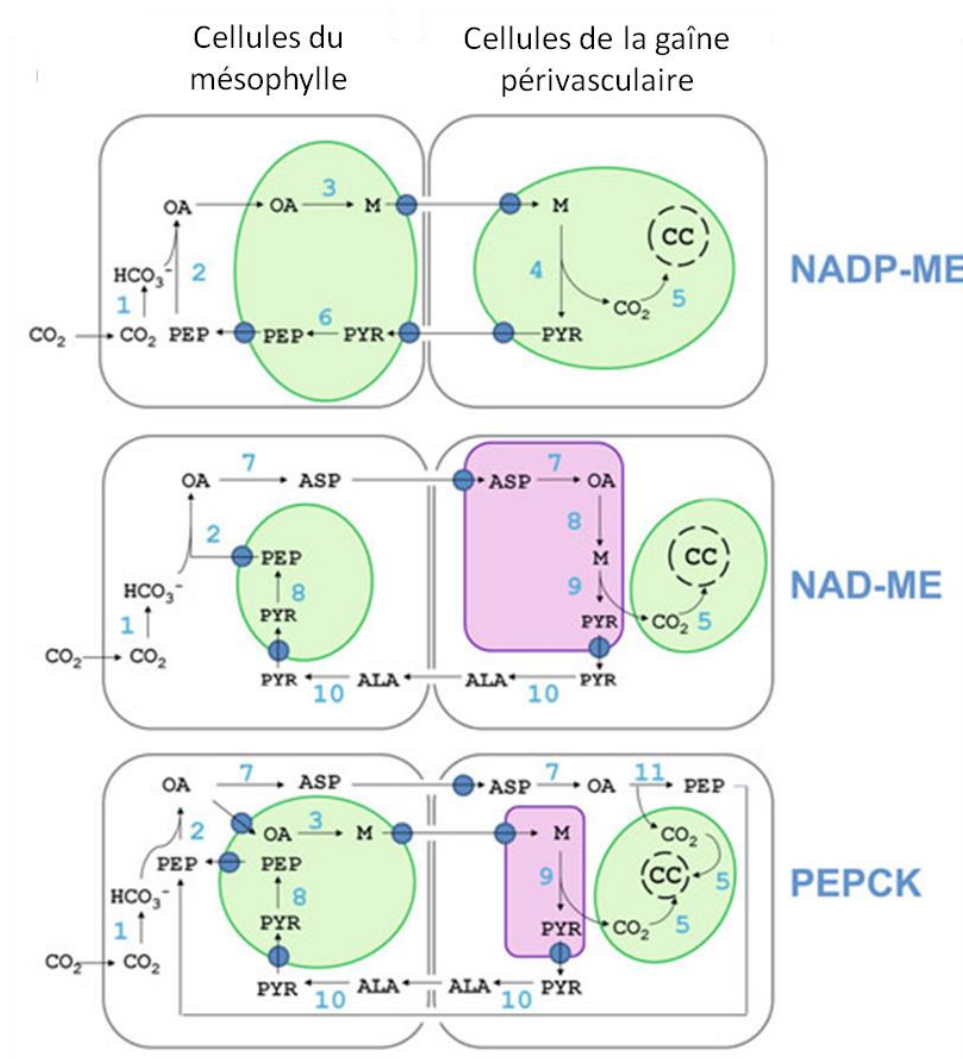 Cellules du
mésophylle
Cellules de la gaîne
périvasculaire
OA OA 3 M M CC
HCO₃⁻ 2 4 CO₂ 5 NADP-ME
1
CO₂ CO₂ PEP PEP 6 PYR PYR
OA 7 ASP ASP 7 OA
2 PEP 8 M CC
HCO₃⁻ 8 9 NAD-ME
1 PYR PYR CO₂ 5
CO₂ CO₂
PYR 10 ALA ALA 10 PYR
OA 7 ASP ASP 7 OA 11 PEP
2 OA 3 M M CO₂
PEP PEP 9 CC 5 PEPCK
HCO₃⁻ 8
1 PYR PYR CO₂ 5
CO₂ CO₂
PYR 10 ALA ALA 10 PYR